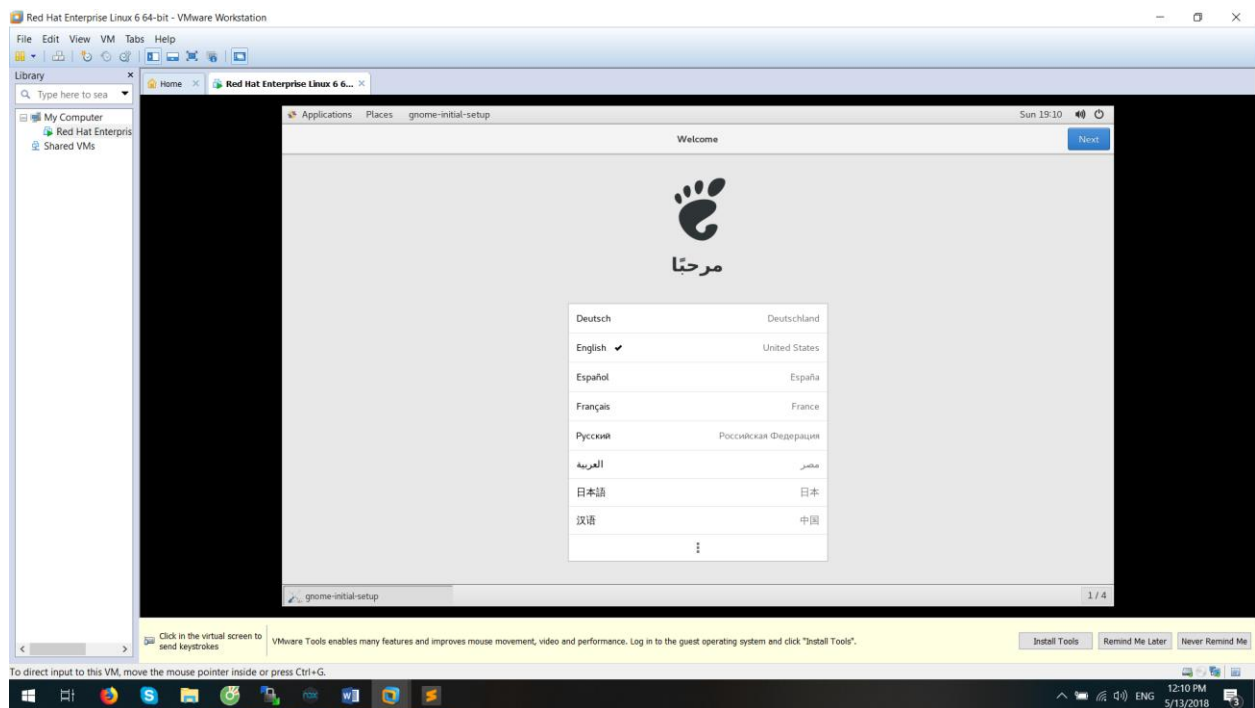 Red Hat Enterprise Linux 6 64-bit - VMware Workstation
File Edit View VM Tabs Help
Library
Type here to sea
My Computer
Red Hat Enterpris
Shared VMs
Home
Red Hat Enterprise Linux 6 6...
Applications Places gnome-initial-setup Sun 19:10
Welcome
Next
مرحبًا
Deutsch Deutschland
English United States
Español España
Français France
Русский Российская Федерация
العربية مصر
日本語 日本
汉语 中国
gnome-initial-setup 1 / 4
Click in the virtual screen to
send keystrokes
VMware Tools enables many features and improves mouse movement, video and performance. Log in to the guest operating system and click "Install Tools".
Install Tools Remind Me Later Never Remind Me
To direct input to this VM, move the mouse pointer inside or press Ctrl+G.
ENG
12:10 PM
5/13/2018